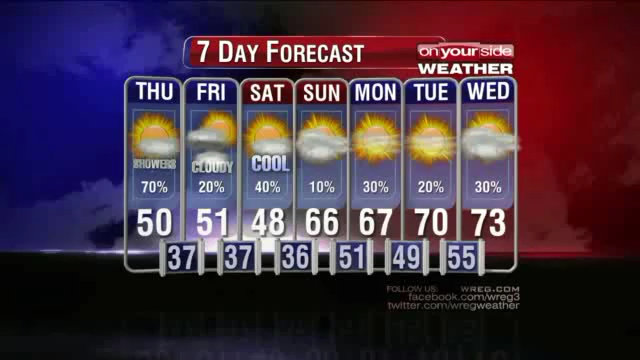 7 DAY FORECAST
on your side
WEATHER
THU FRI SAT SUN MON TUE WED
SHOWERS CLOUDY COOL
70% 20% 40% 10% 30% 20% 30%
50 51 48 66 67 70 73
37 37 36 51 49 55
FOLLOW US: WREG.COM
facebook.com/wreg3
twitter.com/wregweather